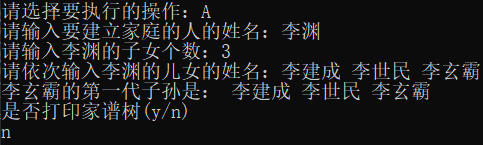 请选择要执行的操作：A
请输入要建立家庭的人的姓名：李渊
请输入李渊的子女个数：3
请依次输入李渊的儿女的姓名：李建成 李世民 李玄霸
李玄霸的第一代子孙是： 李建成 李世民 李玄霸
是否打印家谱树(y/n)
n